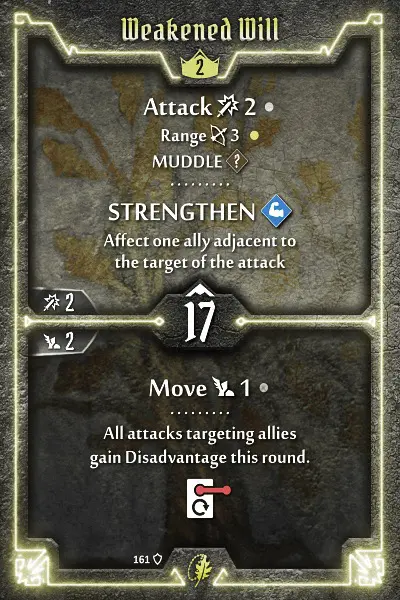 Weakened Will
2
Attack 2
Range 3
MUDDLE ?
STRENGTHEN
Affect one ally adjacent to
the target of the attack
2
17
2
Move 1
All attacks targeting allies
gain Disadvantage this round.
161